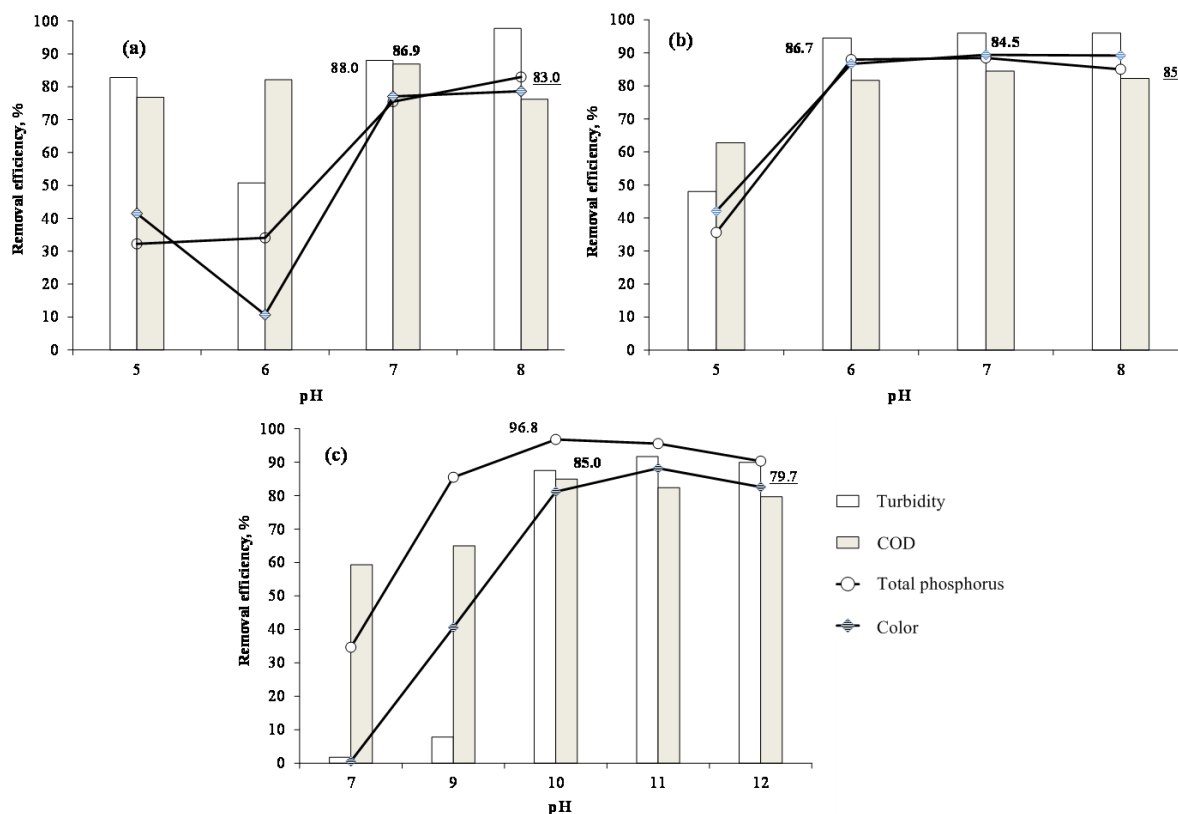 (a)
100
90
80
70
60
50
40
30
20
10
0
Removal efficiency, %
88.0
86.9
83.0
5 6 7 8
pH
(b)
100
90
80
70
60
50
40
30
20
10
0
Removal efficiency, %
86.7
84.5
85
5 6 7 8
pH
(c)
100
90
80
70
60
50
40
30
20
10
0
Removal efficiency, %
96.8
85.0
79.7
7 9 10 11 12
pH
Turbidity
COD
Total phosphorus
Color